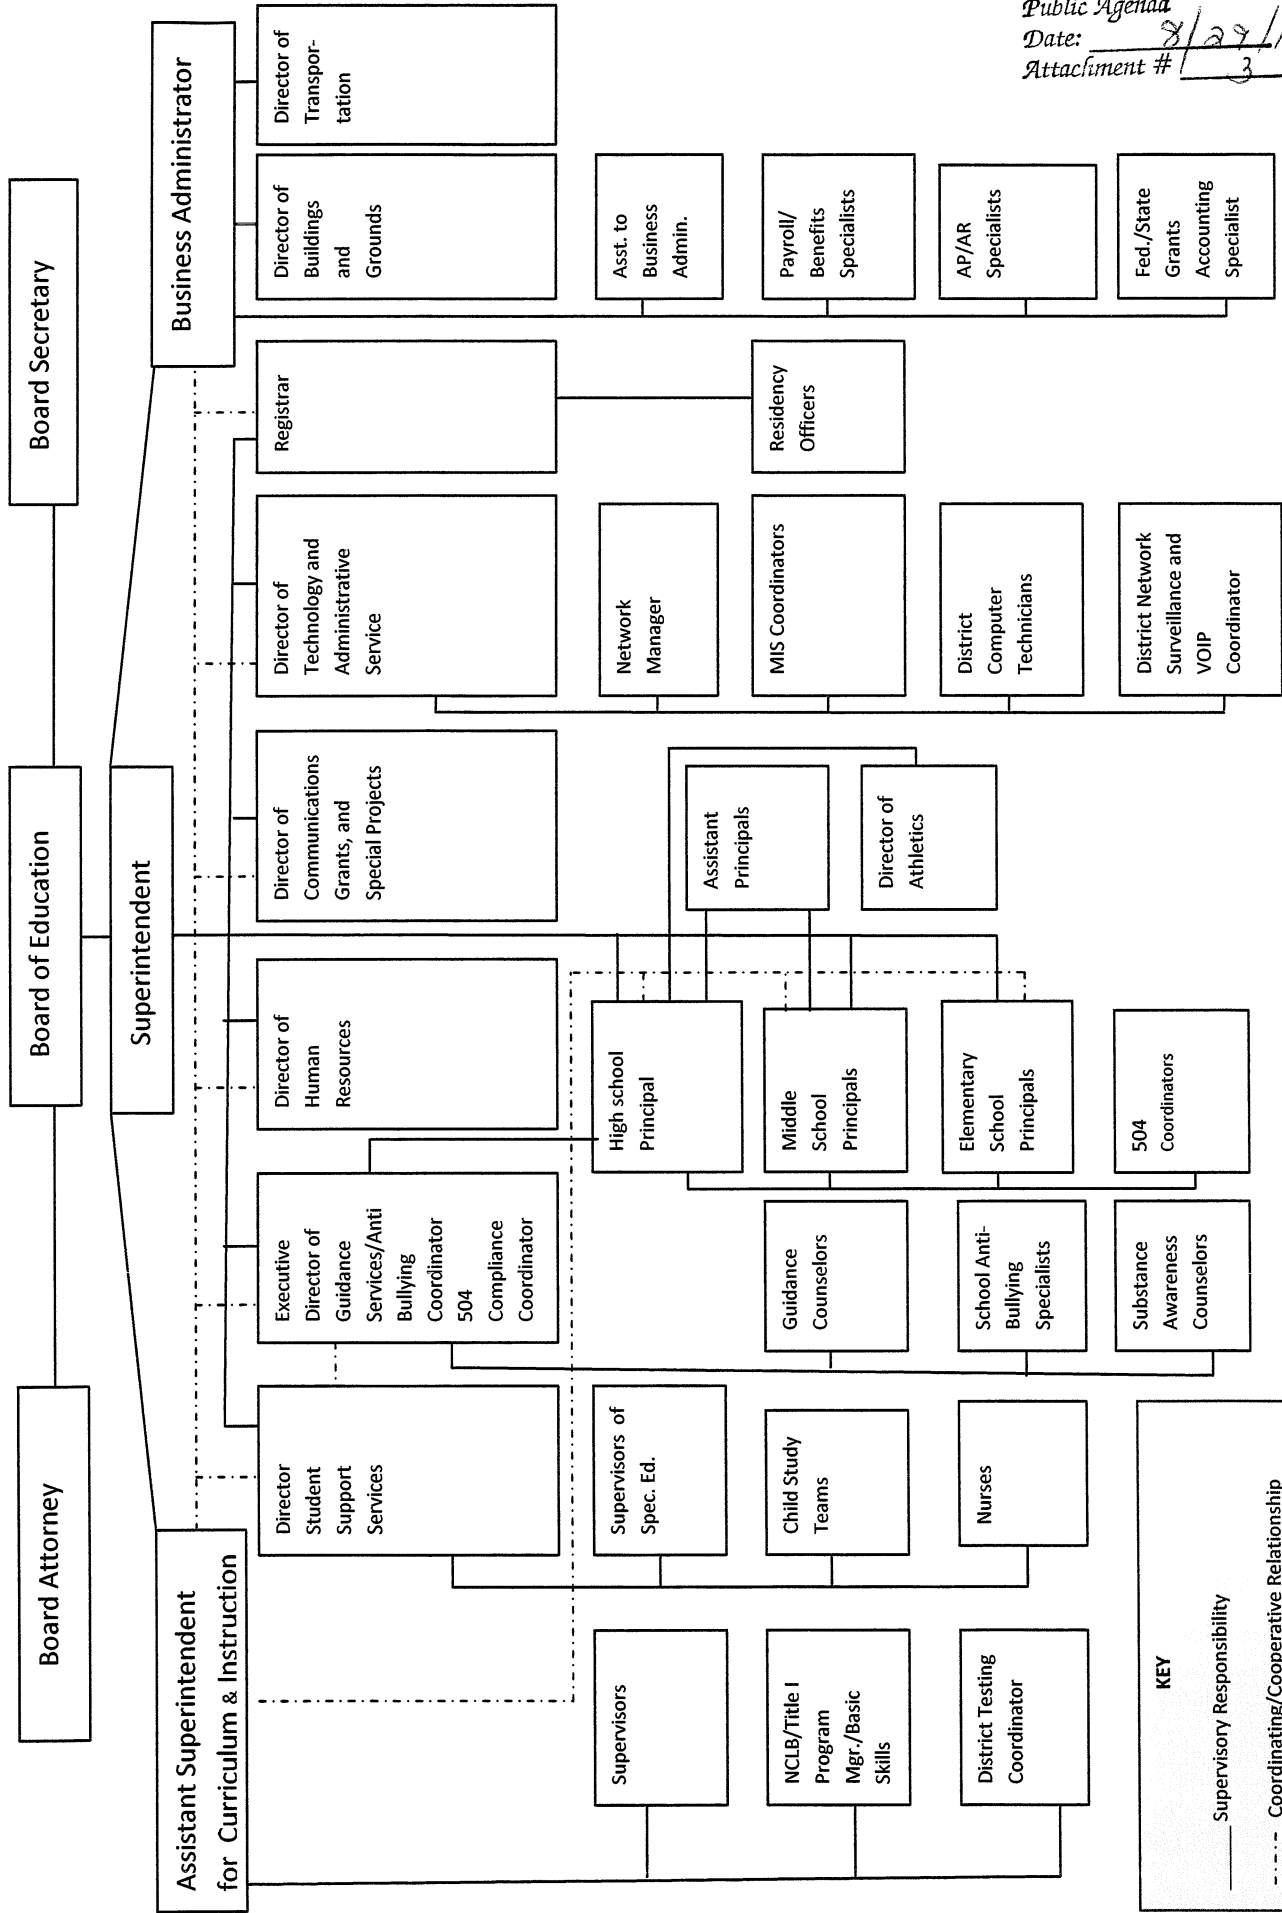 Public Agenda
Date: 8/29/1
Attachment # 3
Board Attorney
Board of Education
Board Secretary
Superintendent
Assistant Superintendent
for Curriculum & Instruction
Business Administrator
Director
Student
Support
Services
Executive
Director of
Guidance
Services/Anti
Bullying
Coordinator
504
Compliance
Coordinator
Director of
Human
Resources
Director of
Communications
Grants, and
Special Projects
Director of
Technology and
Administrative
Service
Registrar
Director of
Buildings
and
Grounds
Director of
Transpor-
tation
Supervisors
NCLB/Title I
Program
Mgr./Basic
Skills
District Testing
Coordinator
Supervisors of
Spec. Ed.
Child Study
Teams
Nurses
Guidance
Counselors
School Anti-
Bullying
Specialists
Substance
Awareness
Counselors
High school
Principal
Middle
School
Principals
Elementary
School
Principals
504
Coordinators
Assistant
Principals
Director of
Athletics
Network
Manager
MIS Coordinators
District
Computer
Technicians
District Network
Surveillance and
VOIP
Coordinator
Residency
Officers
Asst. to
Business
Admin.
Payroll/
Benefits
Specialists
AP/AR
Specialists
Fed./State
Grants
Accounting
Specialist
KEY
Supervisory Responsibility
Coordinating/Cooperative Relationship